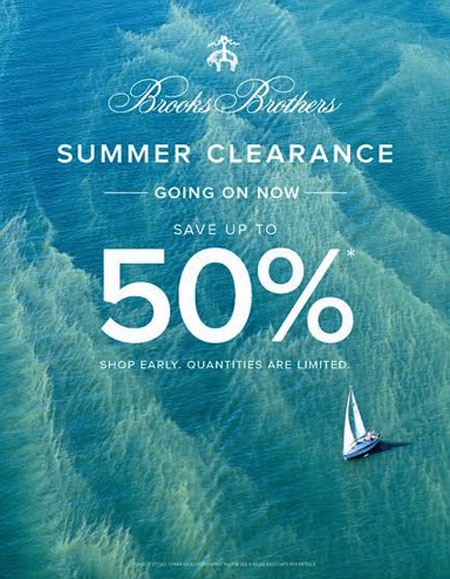 Brooks Brothers
SUMMER CLEARANCE
GOING ON NOW
SAVE UP TO
50%*
SHOP EARLY. QUANTITIES ARE LIMITED.